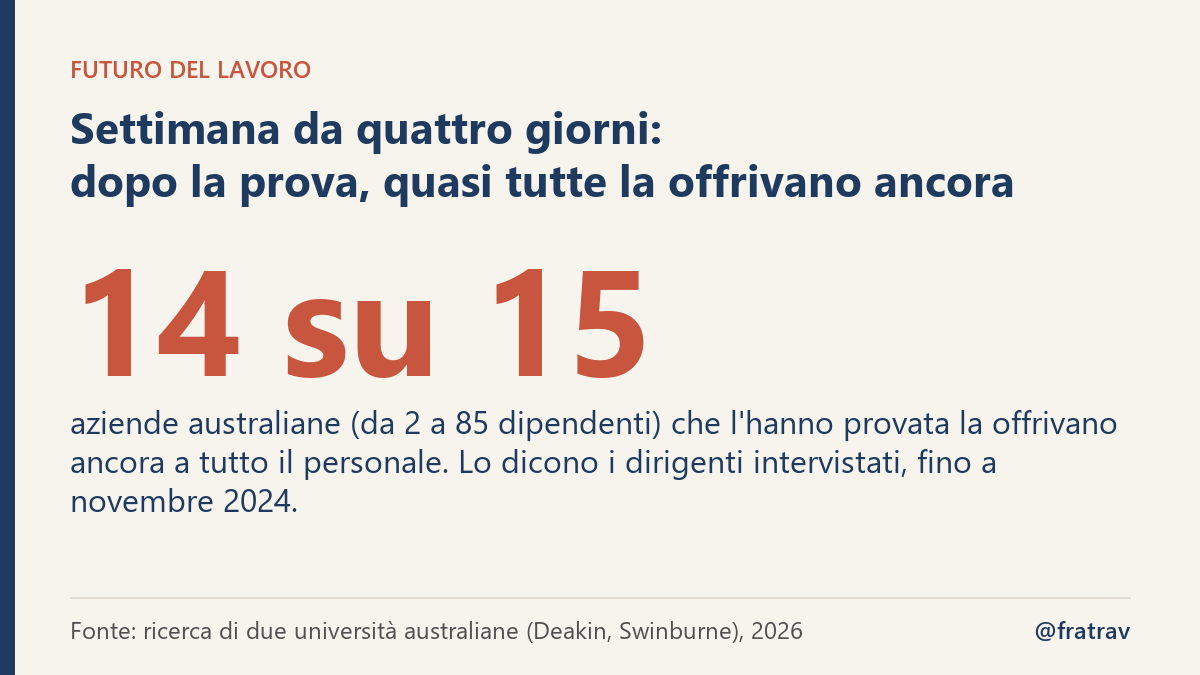 FUTURO DEL LAVORO
Settimana da quattro giorni:
dopo la prova, quasi tutte la offrivano ancora
14 su 15
aziende australiane (da 2 a 85 dipendenti) che l'hanno provata la offrivano
ancora a tutto il personale. Lo dicono i dirigenti intervistati, fino a
novembre 2024.
Fonte: ricerca di due università australiane (Deakin, Swinburne), 2026
@fratrav